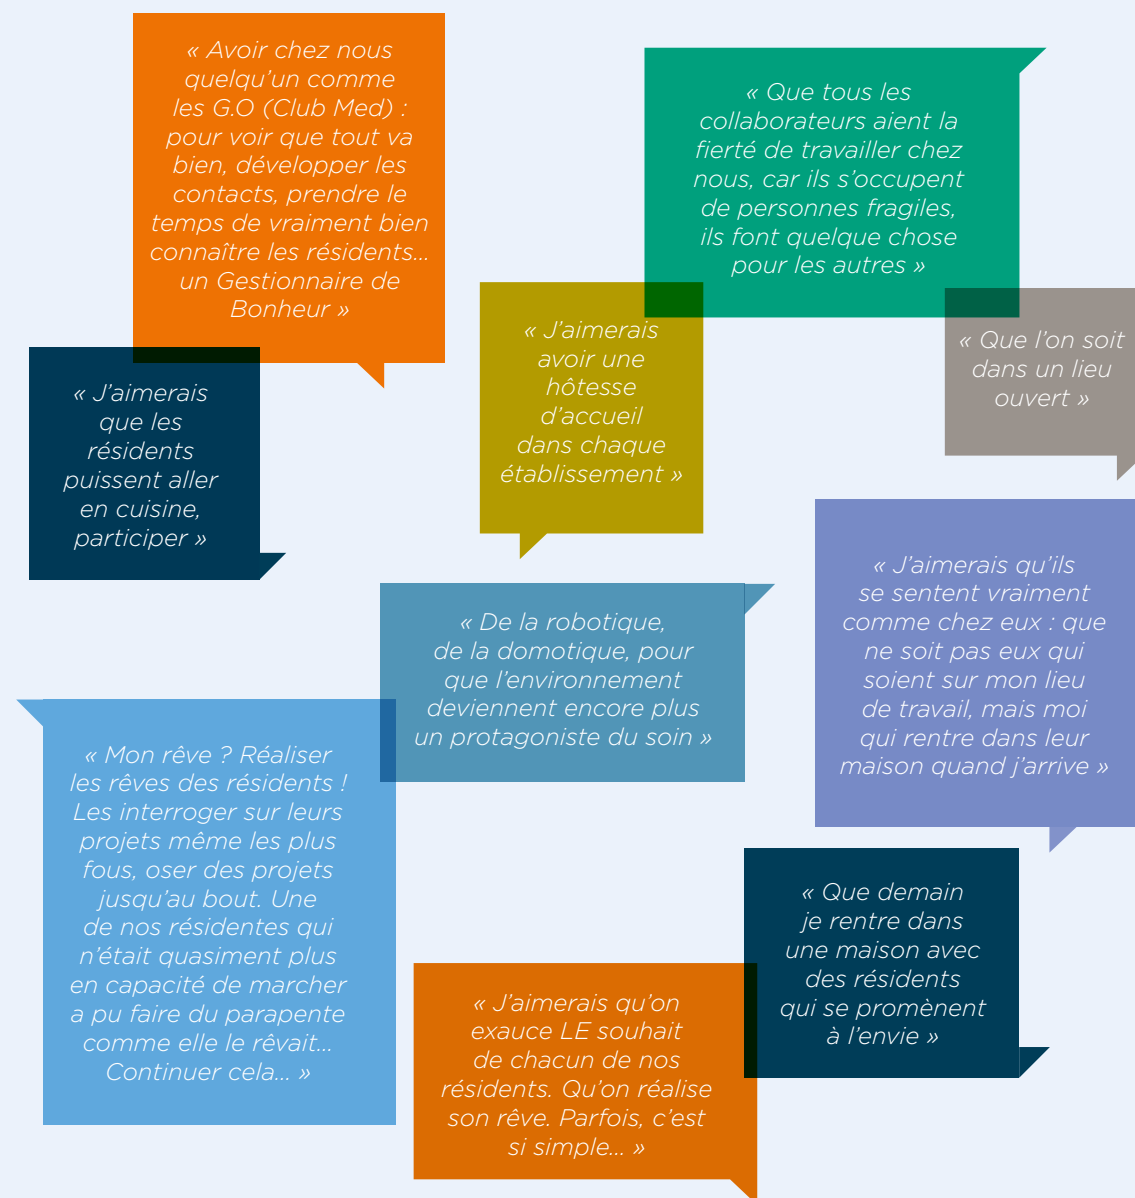 « Avoir chez nous
quelqu'un comme
les G.O (Club Med) :
pour voir que tout va
bien, développer les
contacts, prendre le
temps de vraiment bien
connaître les résidents...
un Gestionnaire de
Bonheur »
« Que tous les
collaborateurs aient la
fierté de travailler chez
nous, car ils s'occupent
de personnes fragiles,
ils font quelque chose
pour les autres »
« J'aimerais
avoir une
hôtesse
d'accueil
dans chaque
établissement »
« Que l'on soit
dans un lieu
ouvert »
« J'aimerais
que les
résidents
puissent aller
en cuisine,
participer »
« De la robotique,
de la domotique, pour
que l'environnement
deviennent encore plus
un protagoniste du soin »
« J'aimerais qu'ils
se sentent vraiment
comme chez eux : que
ne soit pas eux qui
soient sur mon lieu
de travail, mais moi
qui rentre dans leur
maison quand j'arrive »
« Mon rêve ? Réaliser
les rêves des résidents !
Les interroger sur leurs
projets même les plus
fous, oser des projets
jusqu'au bout. Une
de nos résidentes qui
n'était quasiment plus
en capacité de marcher
a pu faire du parapente
comme elle le rêvait...
Continuer cela... »
« Que demain
je rentre dans
une maison avec
des résidents
qui se promènent
à l'envie »
« J'aimerais qu'on
exauce LE souhait
de chacun de nos
résidents. Qu'on réalise
son rêve. Parfois, c'est
si simple... »